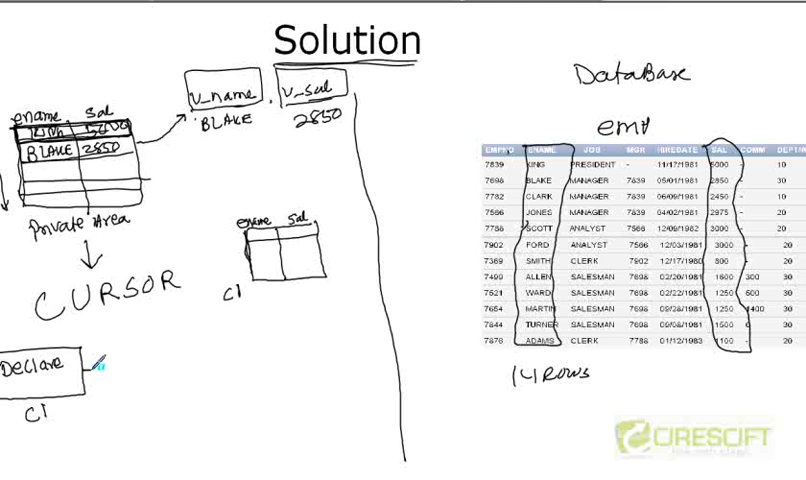 Solution
ename sal
KING 5000
BLAKE 2850
Private Area
CURSOR
Declare
C1
V_name , V_sal
BLAKE 2850
ename sal
C1
DataBase
emp
EMPNO ENAME JOB MGR HIREDATE SAL COMM DEPTN
7839 KING PRESIDENT - 11/17/1981 5000 - 10
7698 BLAKE MANAGER 7839 05/01/1981 2850 - 30
7782 CLARK MANAGER 7839 06/09/1981 2450 - 10
7566 JONES MANAGER 7839 04/02/1981 2975 - 20
7788 SCOTT ANALYST 7566 12/09/1982 3000 - 20
7902 FORD ANALYST 7566 12/03/1981 3000 - 20
7369 SMITH CLERK 7902 12/17/1980 800 - 20
7499 ALLEN SALESMAN 7698 02/20/1981 1600 300 30
7521 WARD SALESMAN 7698 02/22/1981 1250 500 30
7654 MARTIN SALESMAN 7698 09/28/1981 1250 1400 30
7844 TURNER SALESMAN 7698 09/08/1981 1500 0 30
7876 ADAMS CLERK 7788 01/12/1983 1100 - 20
14 ROWS
CIRESCIFT